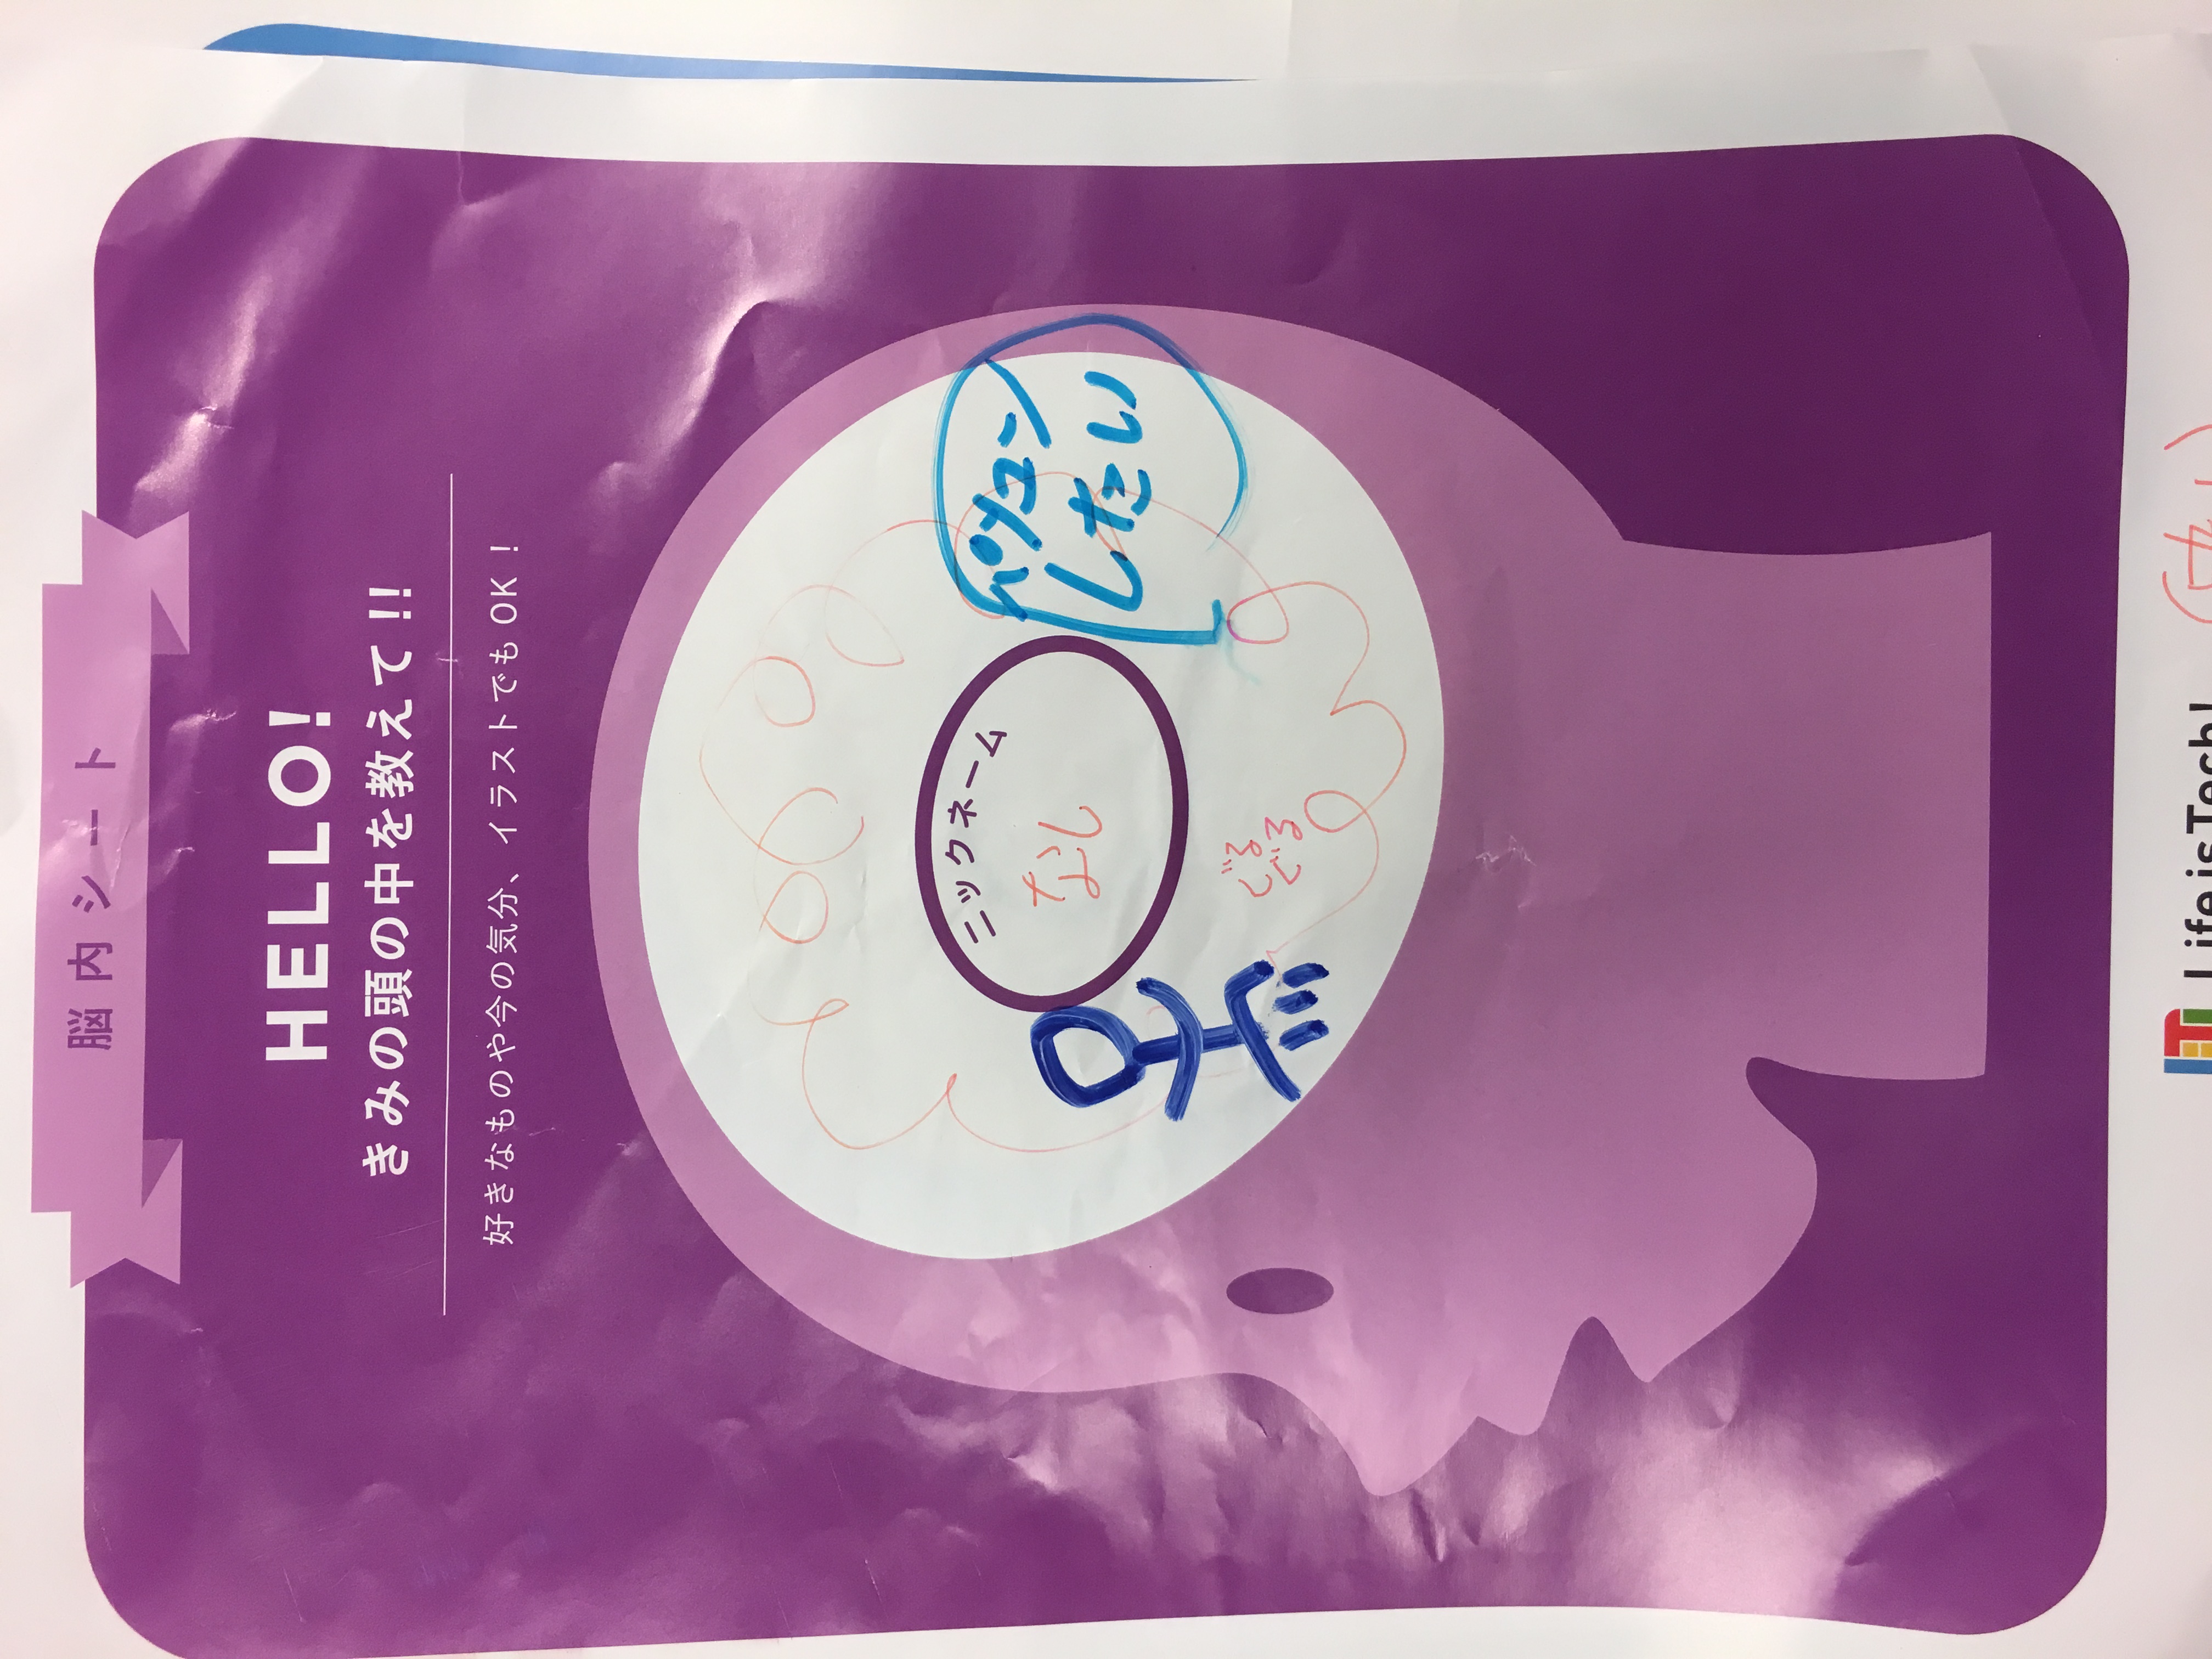 脳内シート
HELLO!
きみの頭の中を教えて!!
好きなものや今の気分、イラストでもOK！
ニックネーム
なし
パソコン
したい
ぐる
ぐる
Life is Tech!